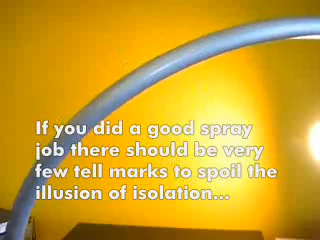 If you did a good spray
job there should be very
few tell marks to spoil the
illusion of isolation...